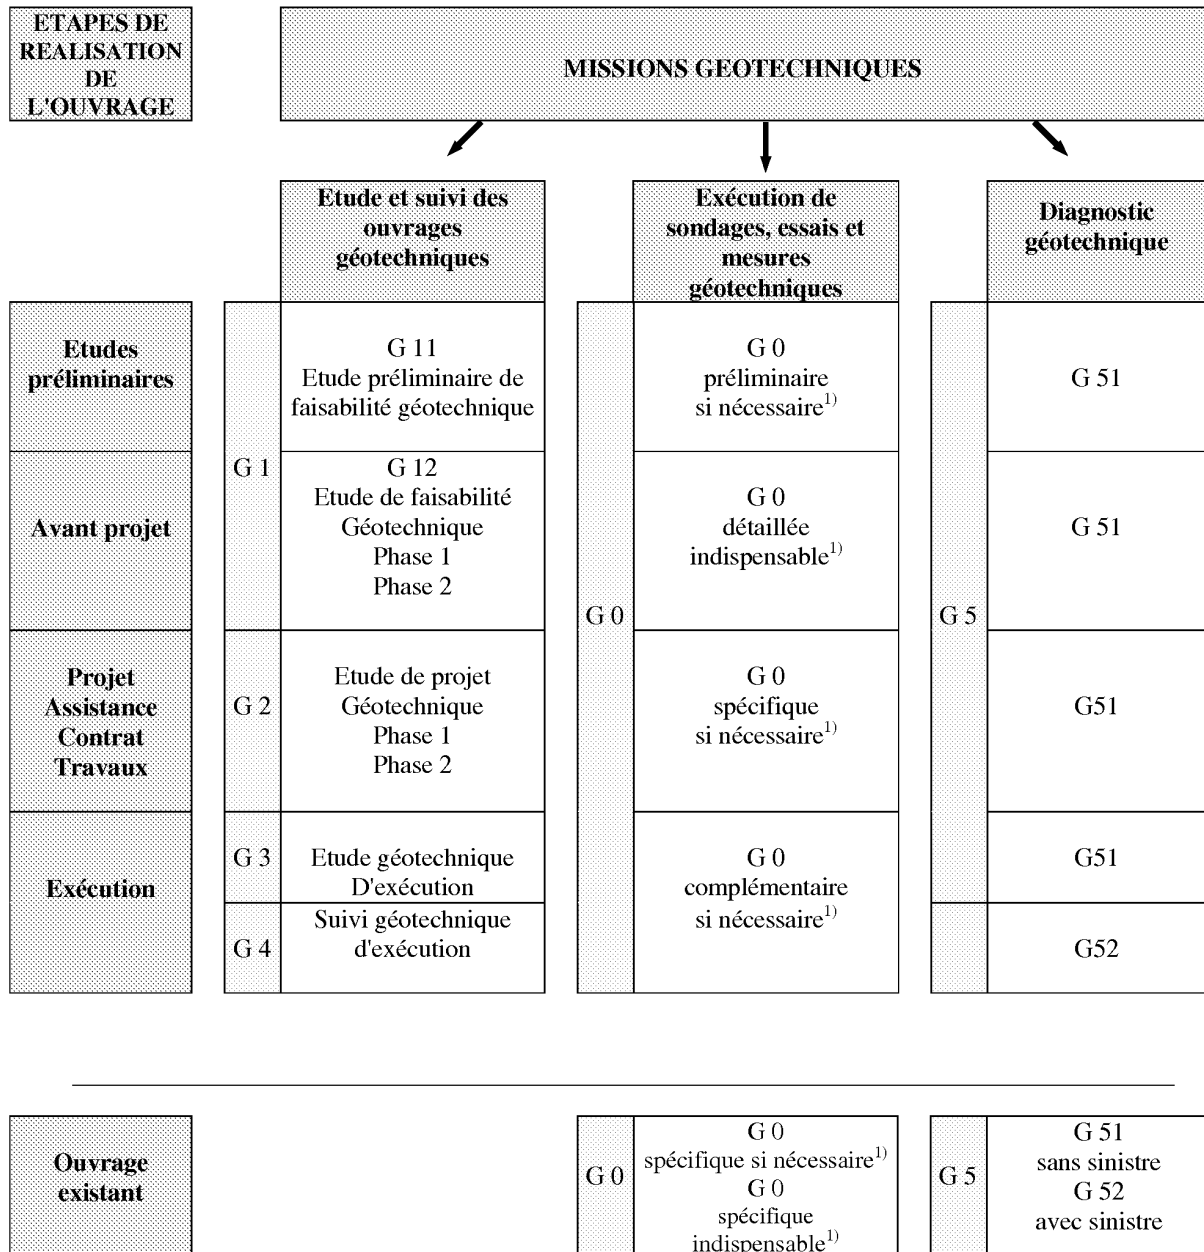 ETAPES DE
REALISATION
DE
L'OUVRAGE
MISSIONS GEOTECHNIQUES
Etude et suivi des
ouvrages
géotechniques
Exécution de
sondages, essais et
mesures
géotechniques
Diagnostic
géotechnique
Etudes
préliminaires
G 1
G 11
Etude préliminaire de
faisabilité géotechnique
G 0
G 0
préliminaire
si nécessaire1)
G 5
G 51
Avant projet
G 12
Etude de faisabilité
Géotechnique
Phase 1
Phase 2
G 0
détaillée
indispensable1)
G 51
Projet
Assistance
Contrat
Travaux
G 2
Etude de projet
Géotechnique
Phase 1
Phase 2
G 0
spécifique
si nécessaire1)
G51
Exécution
G 3
Etude géotechnique
D'exécution
G 0
complémentaire
si nécessaire1)
G51
G 4
Suivi géotechnique
d'exécution
G52
Ouvrage
existant
G 0
G 0
spécifique si nécessaire1)
G 0
spécifique
indispensable1)
G 5
G 51
sans sinistre
G 52
avec sinistre